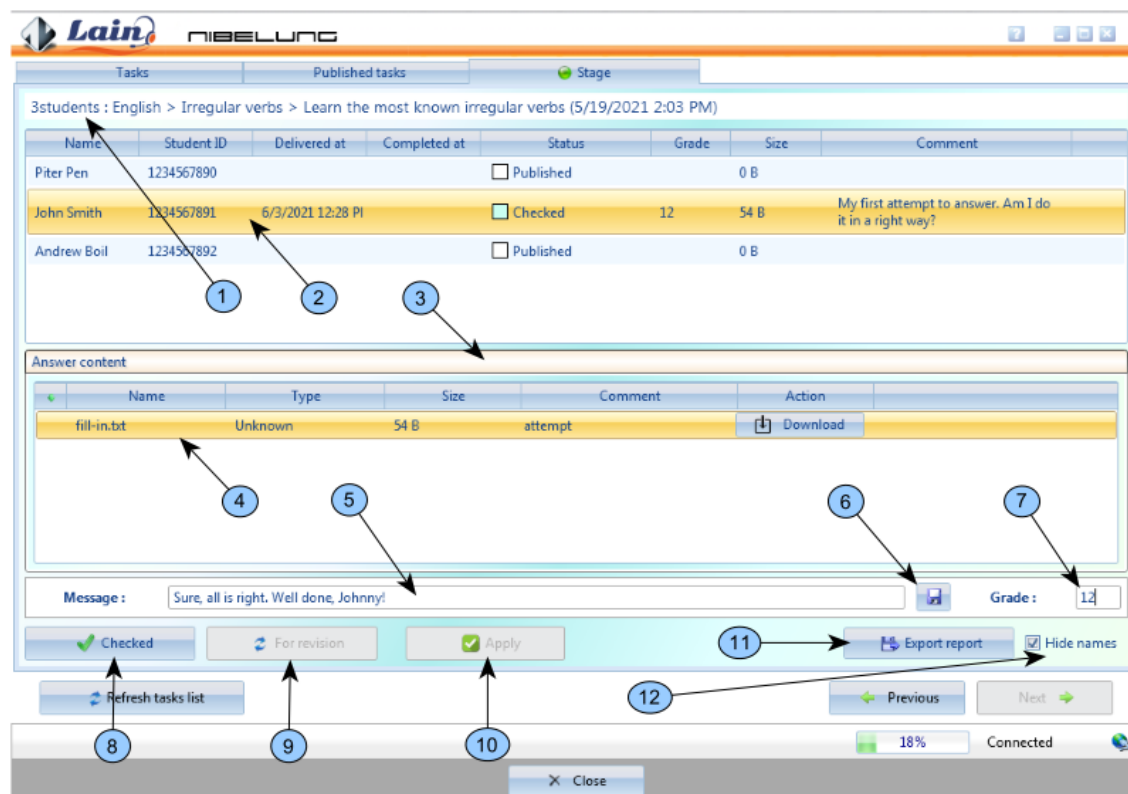 Lain
NIBELUNG
?
Tasks Published tasks Stage
3students : English > Irregular verbs > Learn the most known irregular verbs (5/19/2021 2:03 PM)
Name Student ID Delivered at Completed at Status Grade Size Comment
Piter Pen 1234567890 Published 0 B
John Smith 1234567891 6/3/2021 12:28 PI Checked 12 54 B My first attempt to answer. Am I do
it in a right way?
Andrew Boil 1234567892 Published 0 B
1 2 3
Answer content
Name Type Size Comment Action
fill-in.txt Unknown 54 B attempt Download
4 5 6 7
Message : Sure, all is right. Well done, Johnny! Grade : 12
Checked For revision Apply 11 Export report Hide names
Refresh tasks list 12 Previous Next
8 9 10 18% Connected
Close